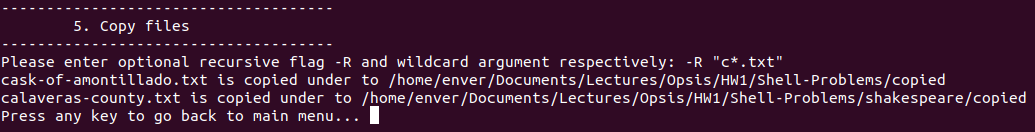 -------------------------------------
5. Copy files
-------------------------------------
Please enter optional recursive flag -R and wildcard argument respectively: -R "c*.txt"
cask-of-amontillado.txt is copied under to /home/enver/Documents/Lectures/Opsis/HW1/Shell-Problems/copied
calaveras-county.txt is copied under to /home/enver/Documents/Lectures/Opsis/HW1/Shell-Problems/shakespeare/copied
Press any key to go back to main menu...